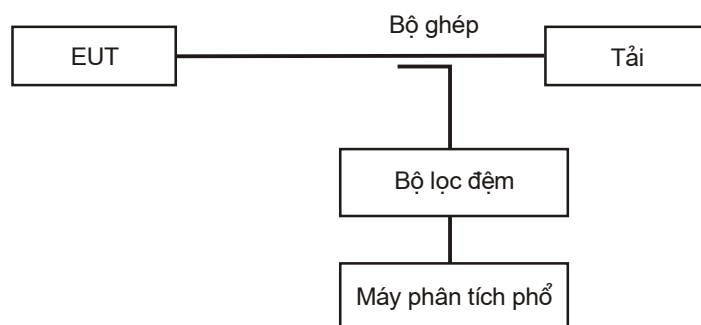 Bộ ghép
EUT
Tải
Bộ lọc đệm
Máy phân tích phổ